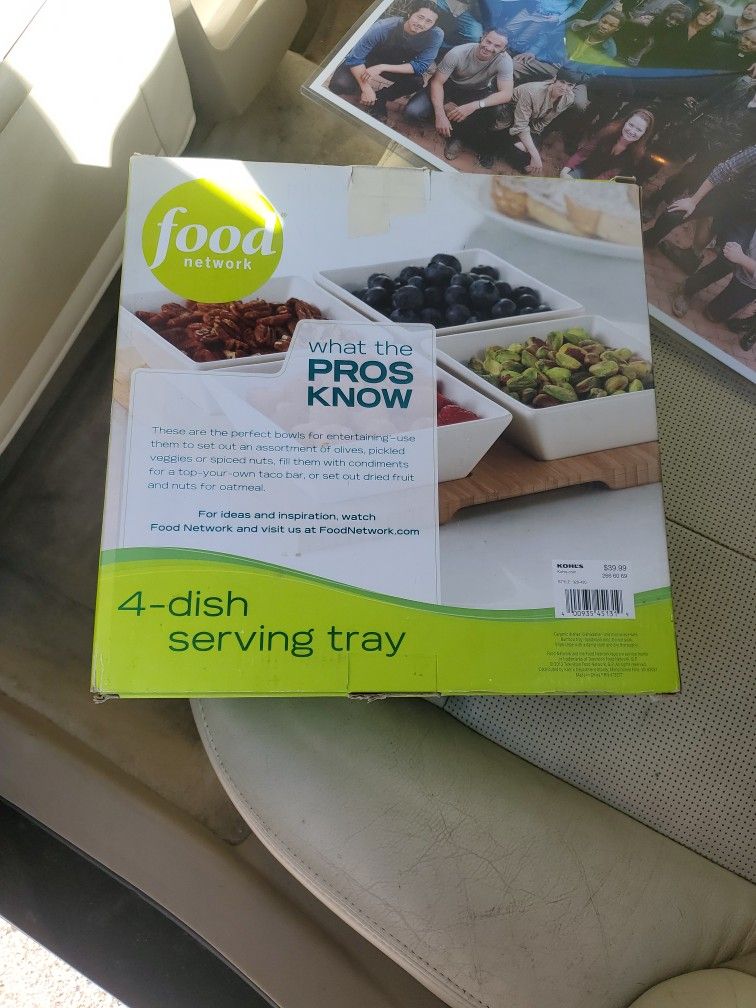 food
network
what the
PROS
KNOW
These are the perfect bowls for entertaining–use
them to set out an assortment of olives, pickled
veggies or spiced nuts, fill them with condiments
for a top-your-own taco bar, or set out dried fruit
and nuts for oatmeal.
For ideas and inspiration, watch
Food Network and visit us at FoodNetwork.com
4-dish
serving tray
KOHL'S
Kohls.com
$39.99